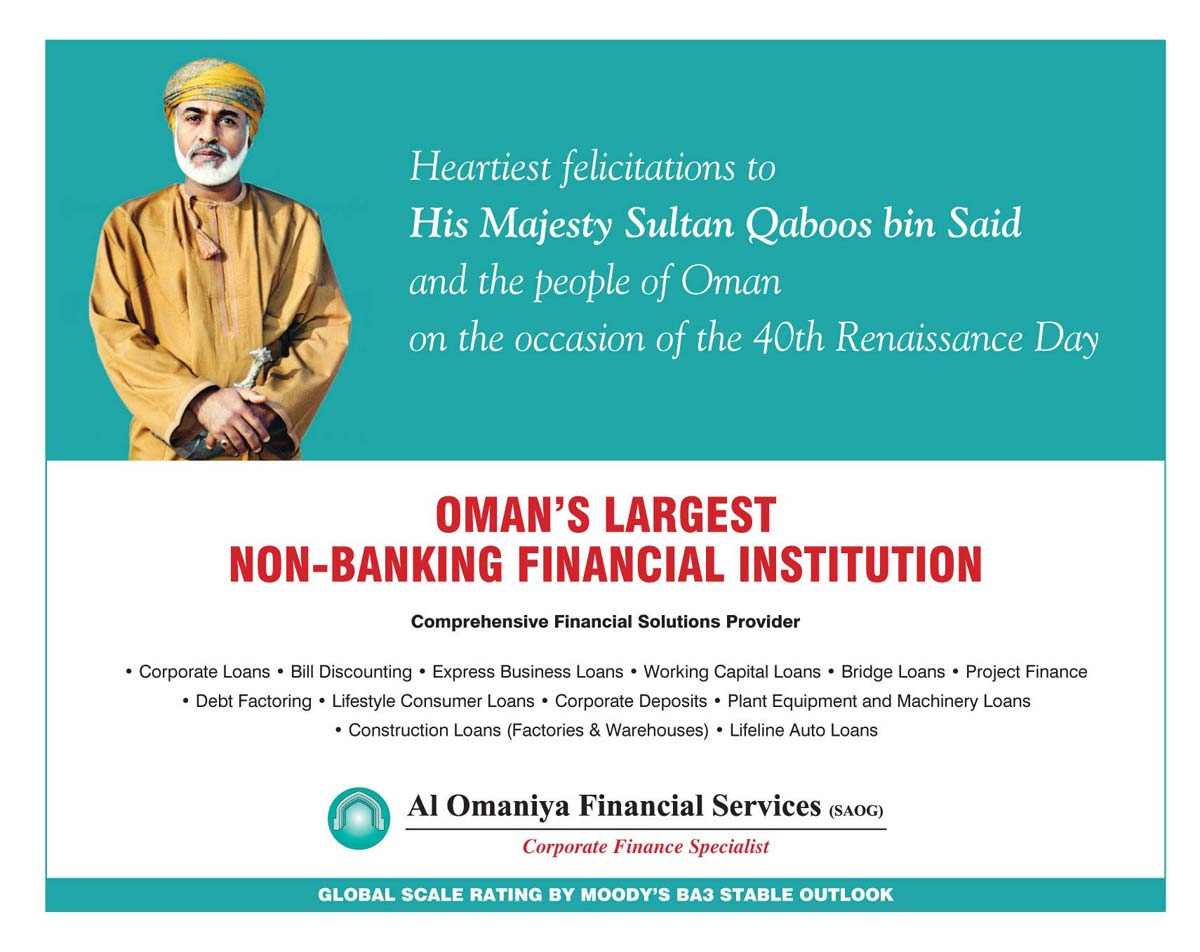 Heartiest felicitations to
His Majesty Sultan Qaboos bin Said
and the people of Oman
on the occasion of the 40th Renaissance Day
OMAN'S LARGEST
NON-BANKING FINANCIAL INSTITUTION
Comprehensive Financial Solutions Provider
• Corporate Loans • Bill Discounting • Express Business Loans • Working Capital Loans • Bridge Loans • Project Finance
• Debt Factoring • Lifestyle Consumer Loans • Corporate Deposits • Plant Equipment and Machinery Loans
• Construction Loans (Factories & Warehouses) • Lifeline Auto Loans
Al Omaniya Financial Services (SAOG)
Corporate Finance Specialist
GLOBAL SCALE RATING BY MOODY'S BA3 STABLE OUTLOOK